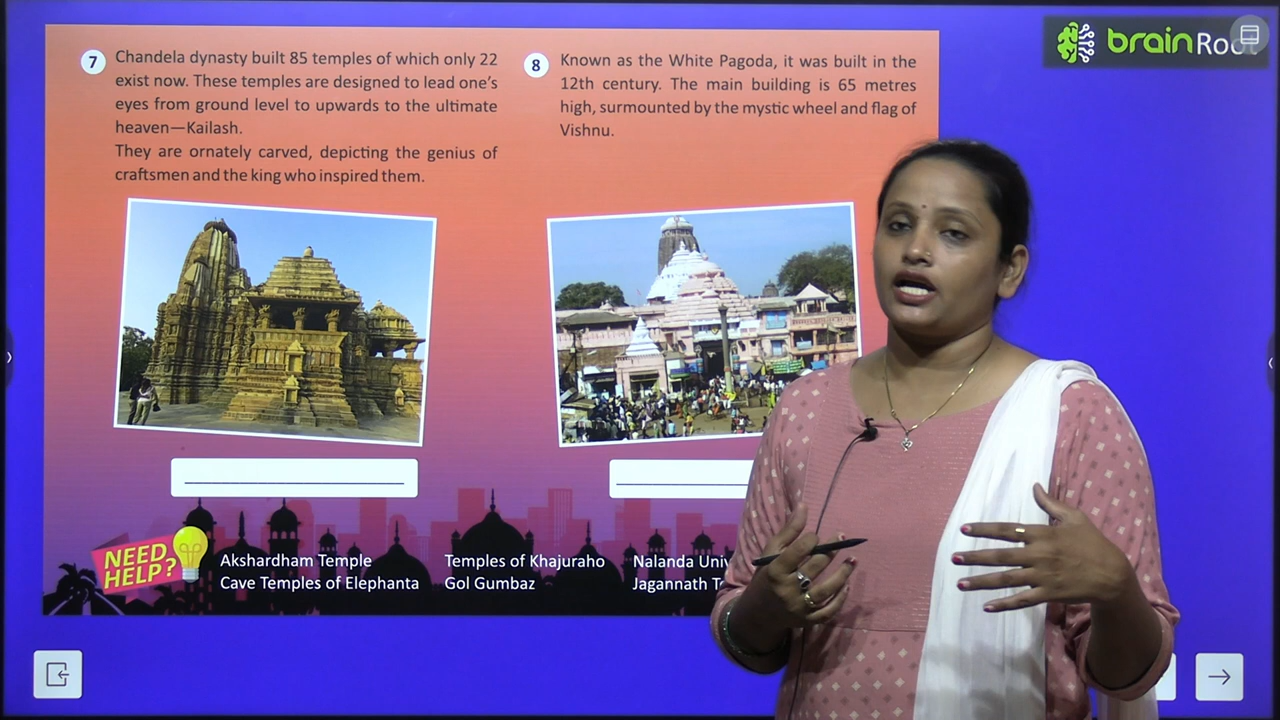 brainRo
7
Chandela dynasty built 85 temples of which only 22
exist now. These temples are designed to lead one's
eyes from ground level to upwards to the ultimate
heaven—Kailash.
They are ornately carved, depicting the genius of
craftsmen and the king who inspired them.
8
Known as the White Pagoda, it was built in the
12th century. The main building is 65 metres
high, surmounted by the mystic wheel and flag of
Vishnu.
NEED
HELP?
Akshardham Temple
Temples of Khajuraho
Nalanda Univ
Cave Temples of Elephanta
Gol Gumbaz
Jagannath T